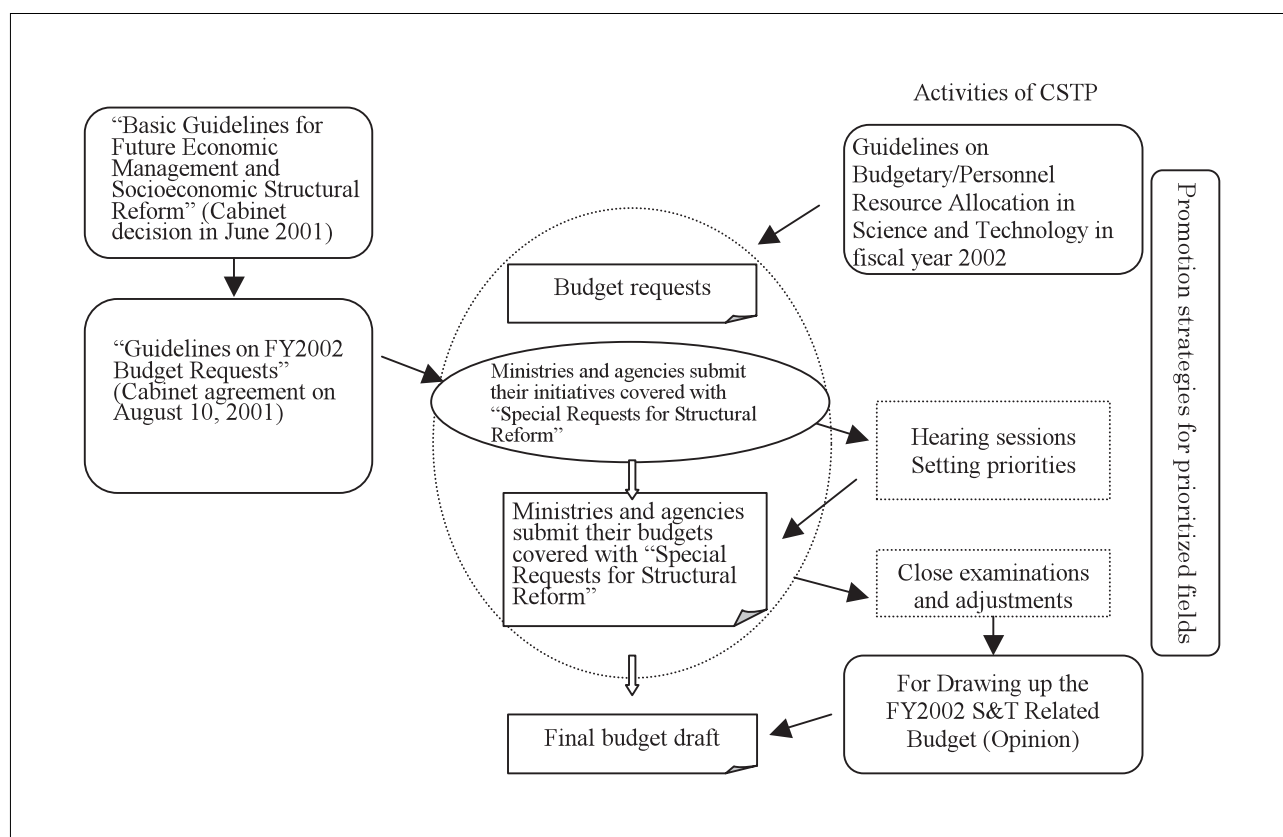 Activities of CSTP
“Basic Guidelines for
Future Economic
Management and
Socioeconomic Structural
Reform” (Cabinet
decision in June 2001)
“Guidelines on FY2002
Budget Requests”
(Cabinet agreement on
August 10, 2001)
Guidelines on
Budgetary/Personnel
Resource Allocation in
Science and Technology in
fiscal year 2002
Budget requests
Ministries and agencies submit
their initiatives covered with
“Special Requests for Structural
Reform”
Hearing sessions
Setting priorities
Ministries and agencies
submit their budgets
covered with “Special
Requests for Structural
Reform”
Close examinations
and adjustments
For Drawing up the
FY2002 S&T Related
Budget (Opinion)
Final budget draft
Promotion strategies for prioritized fields